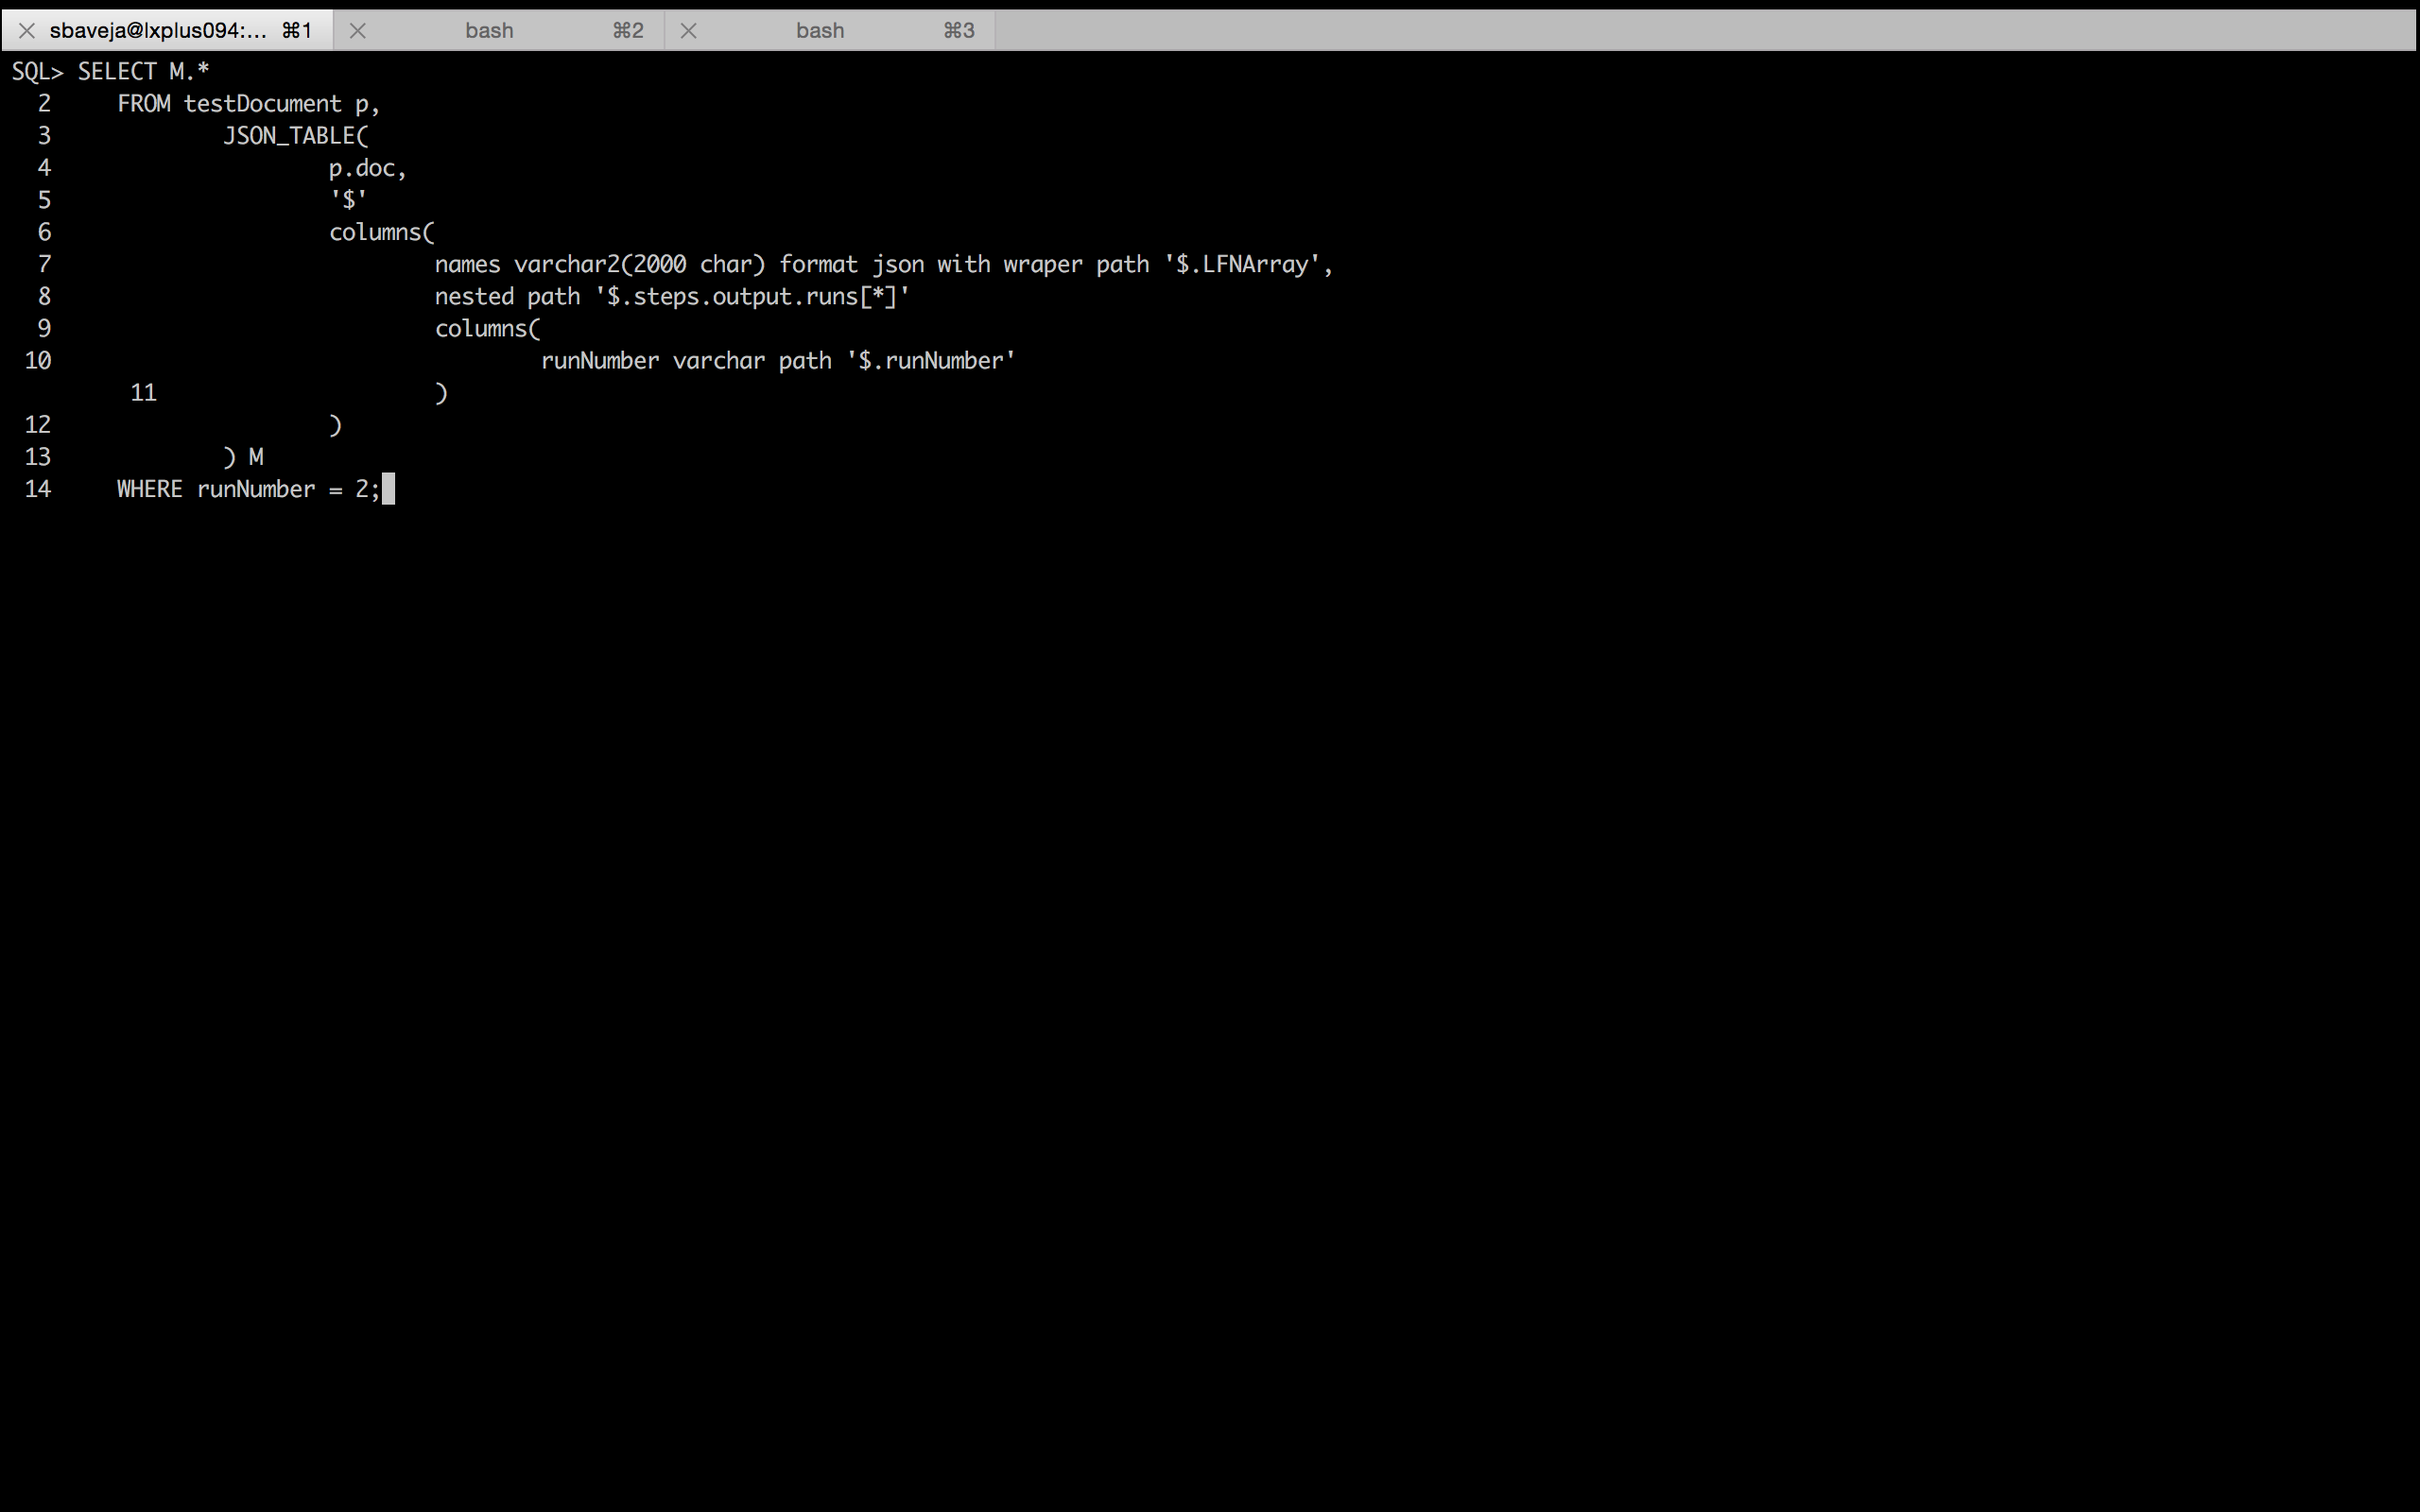 sbaveja@lxplus094:... ⌘1 bash ⌘2 bash ⌘3
SQL> SELECT M.*
2 FROM testDocument p,
3 JSON_TABLE(
4 p.doc,
5 '$'
6 columns(
7 names varchar2(2000 char) format json with wraper path '$.LFNArray',
8 nested path '$.steps.output.runs[*]'
9 columns(
10 runNumber varchar path '$.runNumber'
11 )
12 )
13 ) M
14 WHERE runNumber = 2;